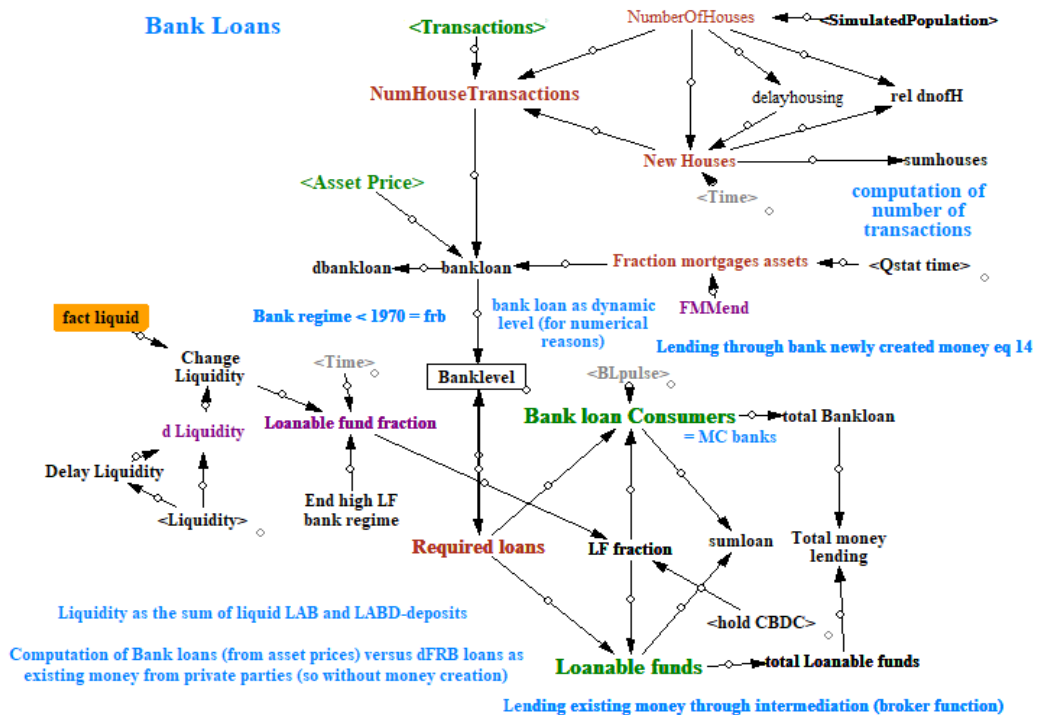 Bank Loans
<Transactions>
NumberOfHouses
<SimulatedPopulation>
NumHouseTransactions
delayhousing
rel dnofH
New Houses
sumhouses
<Asset Price>
<Time>
computation of
number of
transactions
dbankloan
bankloan
Fraction mortgages assets
<Qstat time>
fact liquid
Bank regime < 1970 = frb
bank loan as dynamic
level (for numerical
reasons)
FMMend
Lending through bank newly created money eq 14
Change
Liquidity
<Time>
Banklevel
<BLpulse>
Loanable fund fraction
Bank loan Consumers
total Bankloan
= MC banks
d Liquidity
Delay Liquidity
<Liquidity>
End high LF
bank regime
Required loans
LF fraction
sumloan
Total money
lending
Liquidity as the sum of liquid LAB and LABD-deposits
<hold CBDC>
Computation of Bank loans (from asset prices) versus dFRB loans as
existing money from private parties (so without money creation)
Loanable funds
total Loanable funds
Lending existing money through intermediation (broker function)